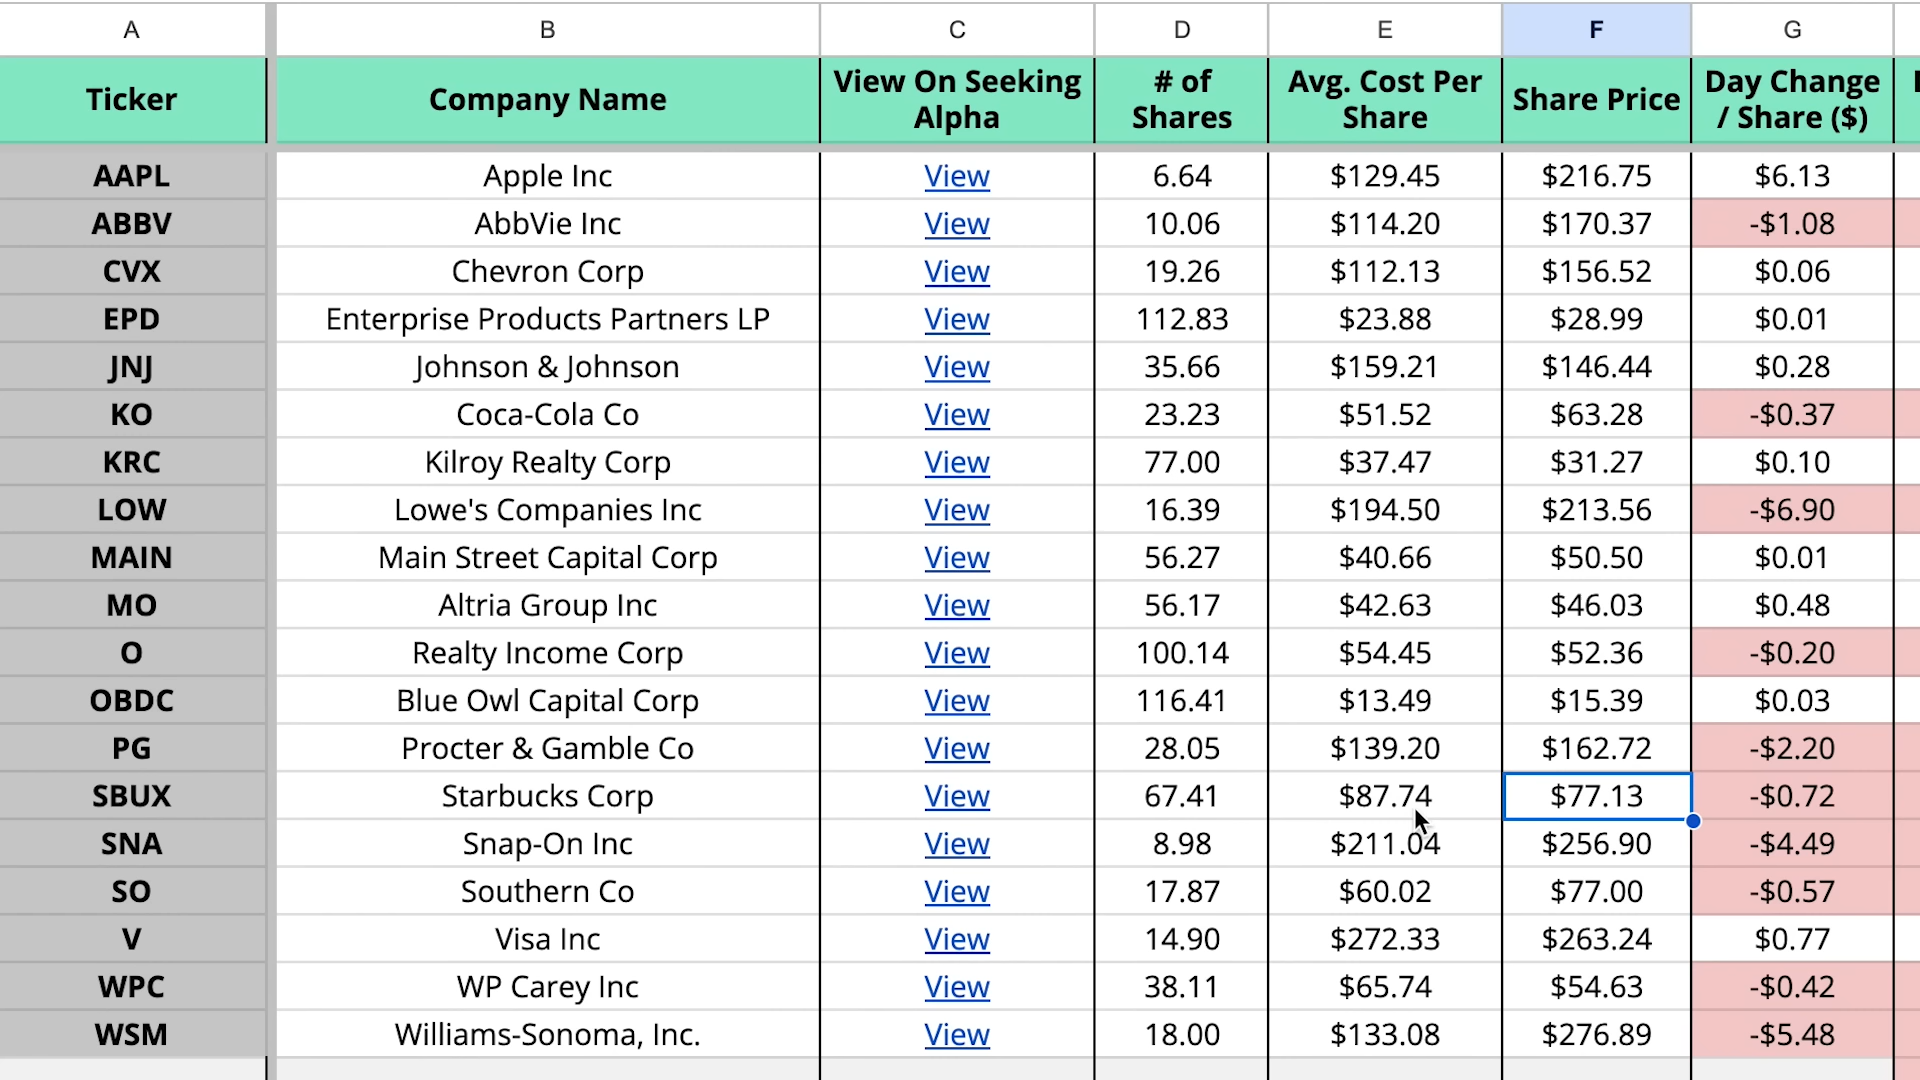 A B C D E F G
Ticker Company Name View On Seeking Alpha # of Shares Avg. Cost Per Share Share Price Day Change / Share ($)
AAPL Apple Inc View 6.64 $129.45 $216.75 $6.13
ABBV AbbVie Inc View 10.06 $114.20 $170.37 -$1.08
CVX Chevron Corp View 19.26 $112.13 $156.52 $0.06
EPD Enterprise Products Partners LP View 112.83 $23.88 $28.99 $0.01
JNJ Johnson & Johnson View 35.66 $159.21 $146.44 $0.28
KO Coca-Cola Co View 23.23 $51.52 $63.28 -$0.37
KRC Kilroy Realty Corp View 77.00 $37.47 $31.27 $0.10
LOW Lowe's Companies Inc View 16.39 $194.50 $213.56 -$6.90
MAIN Main Street Capital Corp View 56.27 $40.66 $50.50 $0.01
MO Altria Group Inc View 56.17 $42.63 $46.03 $0.48
O Realty Income Corp View 100.14 $54.45 $52.36 -$0.20
OBDC Blue Owl Capital Corp View 116.41 $13.49 $15.39 $0.03
PG Procter & Gamble Co View 28.05 $139.20 $162.72 -$2.20
SBUX Starbucks Corp View 67.41 $87.74 $77.13 -$0.72
SNA Snap-On Inc View 8.98 $211.04 $256.90 -$4.49
SO Southern Co View 17.87 $60.02 $77.00 -$0.57
V Visa Inc View 14.90 $272.33 $263.24 $0.77
WPC WP Carey Inc View 38.11 $65.74 $54.63 -$0.42
WSM Williams-Sonoma, Inc. View 18.00 $133.08 $276.89 -$5.48